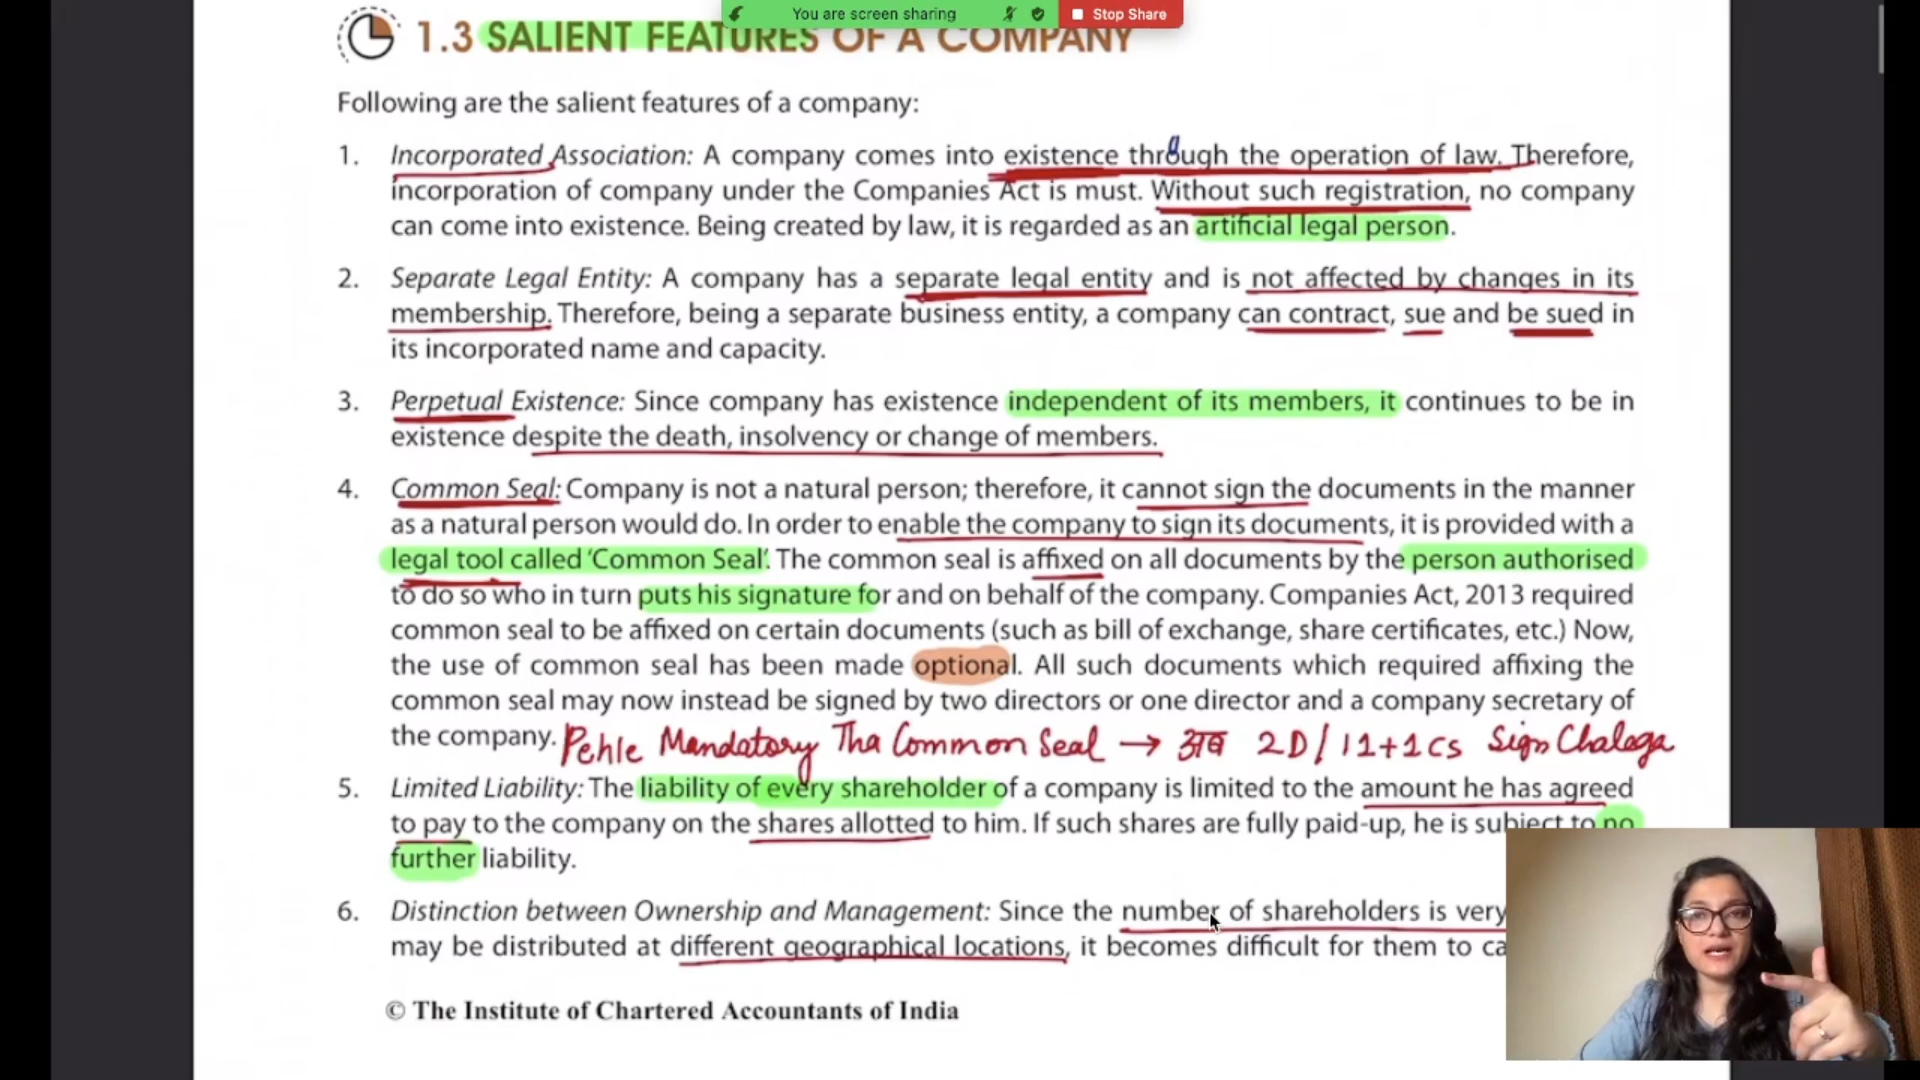 You are screen sharing
Stop Share
1.3 SALIENT FEATURES OF A COMPANY
Following are the salient features of a company:
1. Incorporated Association: A company comes into existence through the operation of law. Therefore,
incorporation of company under the Companies Act is must. Without such registration, no company
can come into existence. Being created by law, it is regarded as an artificial legal person.
2. Separate Legal Entity: A company has a separate legal entity and is not affected by changes in its
membership. Therefore, being a separate business entity, a company can contract, sue and be sued in
its incorporated name and capacity.
3. Perpetual Existence: Since company has existence independent of its members, it continues to be in
existence despite the death, insolvency or change of members.
4. Common Seal: Company is not a natural person; therefore, it cannot sign the documents in the manner
as a natural person would do. In order to enable the company to sign its documents, it is provided with a
legal tool called ‘Common Seal’. The common seal is affixed on all documents by the person authorised
to do so who in turn puts his signature for and on behalf of the company. Companies Act, 2013 required
common seal to be affixed on certain documents (such as bill of exchange, share certificates, etc.) Now,
the use of common seal has been made optional. All such documents which required affixing the
common seal may now instead be signed by two directors or one director and a company secretary of
the company. Pehle Mandatory Tha Common Seal → अब 2D/11+1cs Sign Chalega
5. Limited Liability: The liability of every shareholder of a company is limited to the amount he has agreed
to pay to the company on the shares allotted to him. If such shares are fully paid-up, he is subject to no
further liability.
6. Distinction between Ownership and Management: Since the number of shareholders is very
may be distributed at different geographical locations, it becomes difficult for them to ca
© The Institute of Chartered Accountants of India